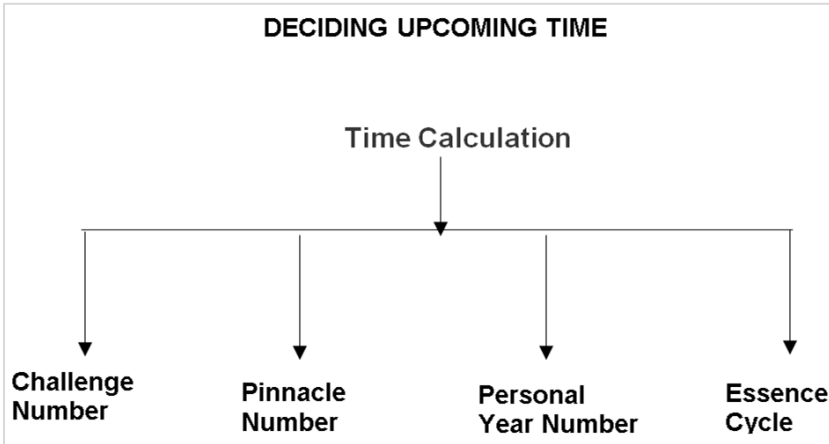 DECIDING UPCOMING TIME
Time Calculation
Challenge
Number
Pinnacle
Number
Personal
Year Number
Essence
Cycle